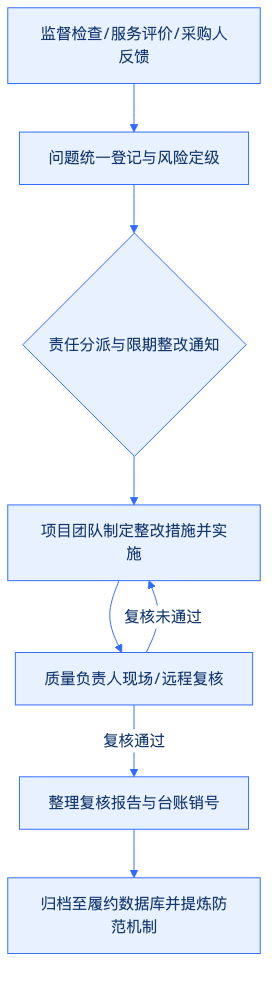 监督检查/服务评价/采购人
反馈
问题统一登记与风险定级
责任分派与限期整改通知
项目团队制定整改措施并实
施
复核未通过
质量负责人现场/远程复核
复核通过
整理复核报告与台账销号
归档至履约数据库并提炼防
范机制